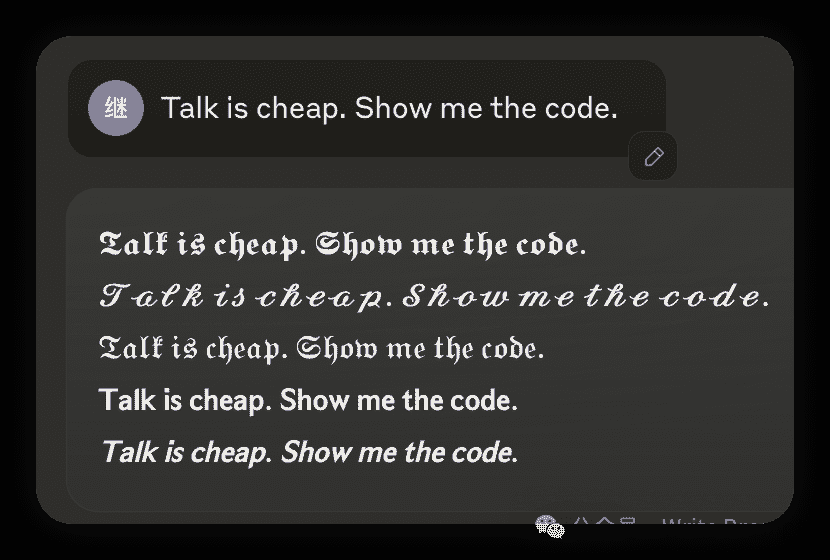 继
Talk is cheap. Show me the code.
𝕿𝖆𝖑𝖐 𝖎𝖘 𝖈𝖍𝖊𝖆𝖕. 𝕾𝖍𝖔𝖜 𝖒𝖊 𝖙𝖍𝖊 𝖈𝖔𝖉𝖊.
𝓣𝓪𝓵𝓴 𝓲𝓼 𝓬𝓱𝓮𝓪𝓹. 𝓢𝓱𝓸𝔀 𝓶𝓮 𝓽𝓱𝓮 𝓬𝓸𝓭𝓮.
𝔗𝔞𝔩𝔨 𝔦𝔰 𝔠𝔥𝔢𝔞𝔭. 𝔖𝔥𝔬𝔴 𝔪𝔢 𝔱𝔥𝔢 𝔠𝔬𝔡𝔢.
𝗧𝗮𝗹𝗸 𝗶𝘀 𝗰𝗵𝗲𝗮𝗽. 𝗦𝗵𝗼𝘄 𝗺𝗲 𝘁𝗵𝗲 𝗰𝗼𝗱𝗲.
𝙏𝙖𝙡𝙠 𝙞𝙨 𝙘𝙝𝙚𝙖𝙥. 𝙎𝙝𝙤𝙬 𝙢𝙚 𝙩𝙝𝙚 𝙘𝙤𝙙𝙚.